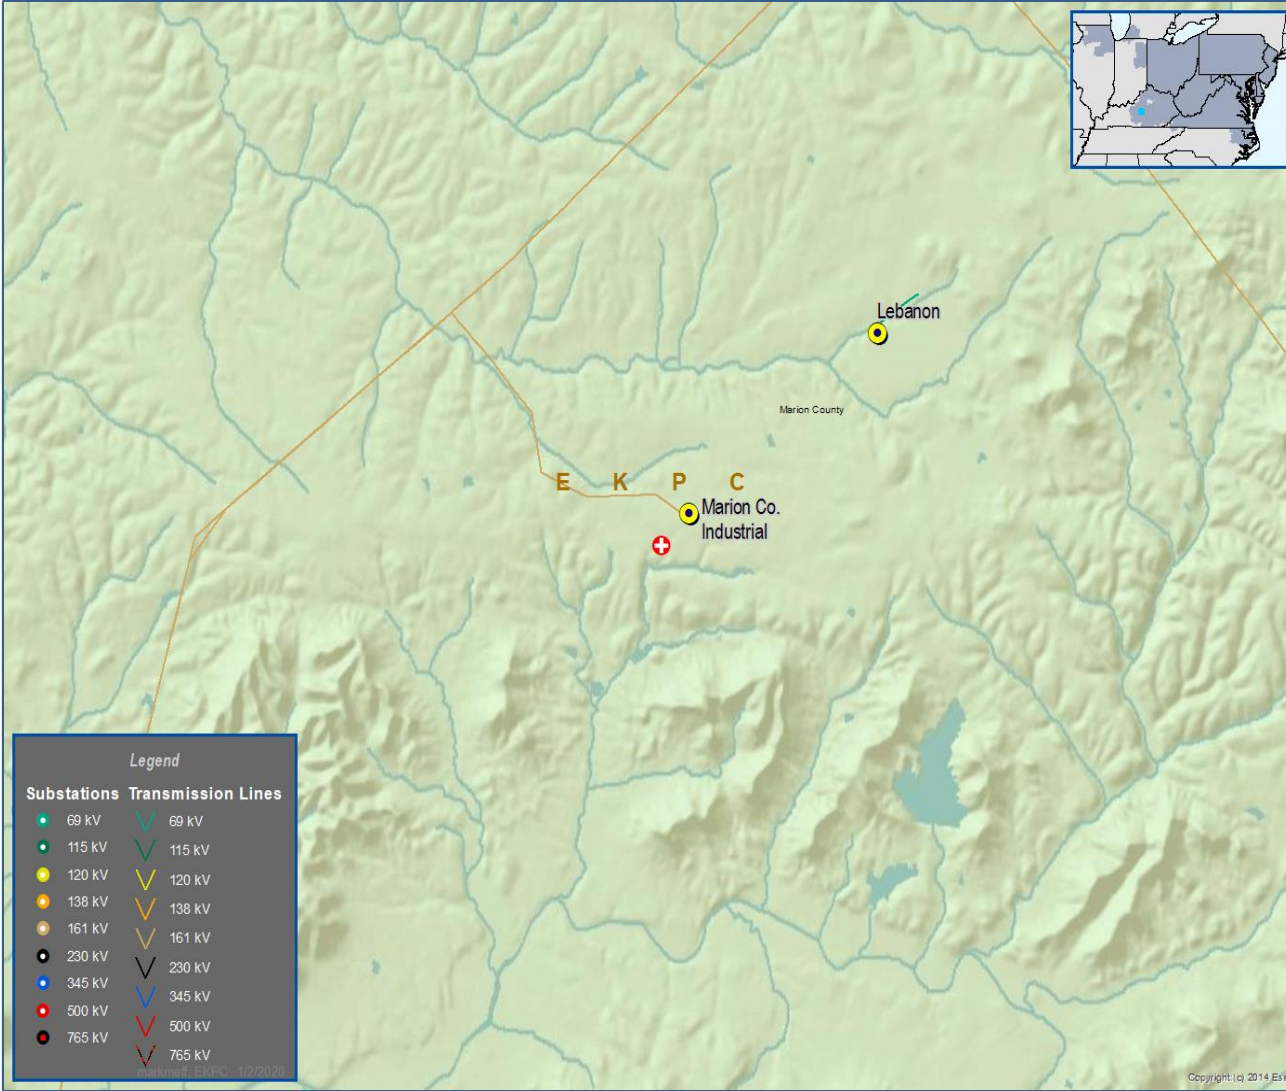 Lebanon
Marion County
E K P C
Marion Co.
Industrial
Legend
Substations Transmission Lines
69 kV 69 kV
115 kV 115 kV
120 kV 120 kV
138 kV 138 kV
161 kV 161 kV
230 kV 230 kV
345 kV 345 kV
500 kV 500 kV
765 kV 765 kV
markmeff, EKPC 1/2/2020
Copyright:(c) 2014 Esri